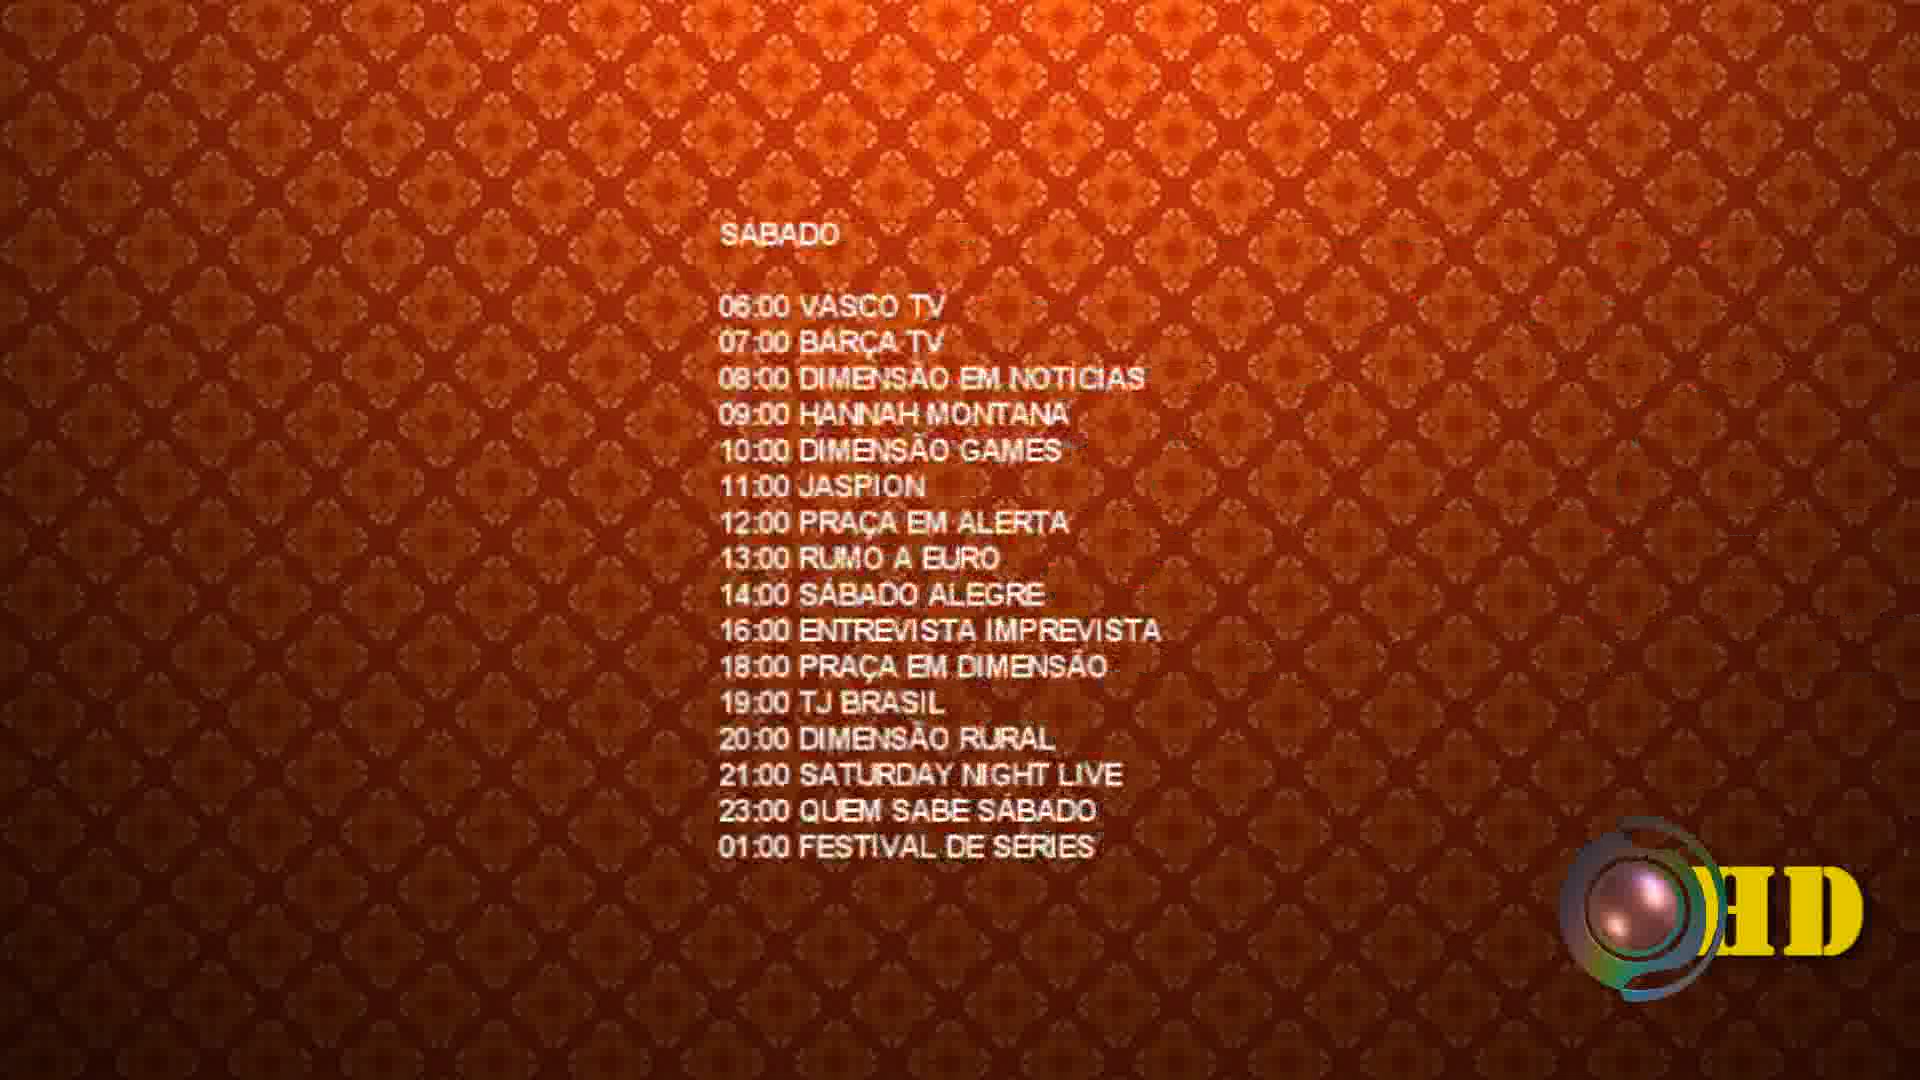 SÁBADO
06:00 VASCO TV
07:00 BARÇA TV
08:00 DIMENSÃO EM NOTÍCIAS
09:00 HANNAH MONTANA
10:00 DIMENSÃO GAMES
11:00 JASPION
12:00 PRAÇA EM ALERTA
13:00 RUMO A EURO
14:00 SÁBADO ALEGRE
16:00 ENTREVISTA IMPREVISTA
18:00 PRAÇA EM DIMENSÃO
19:00 TJ BRASIL
20:00 DIMENSÃO RURAL
21:00 SATURDAY NIGHT LIVE
23:00 QUEM SABE SÁBADO
01:00 FESTIVAL DE SÉRIES
HD